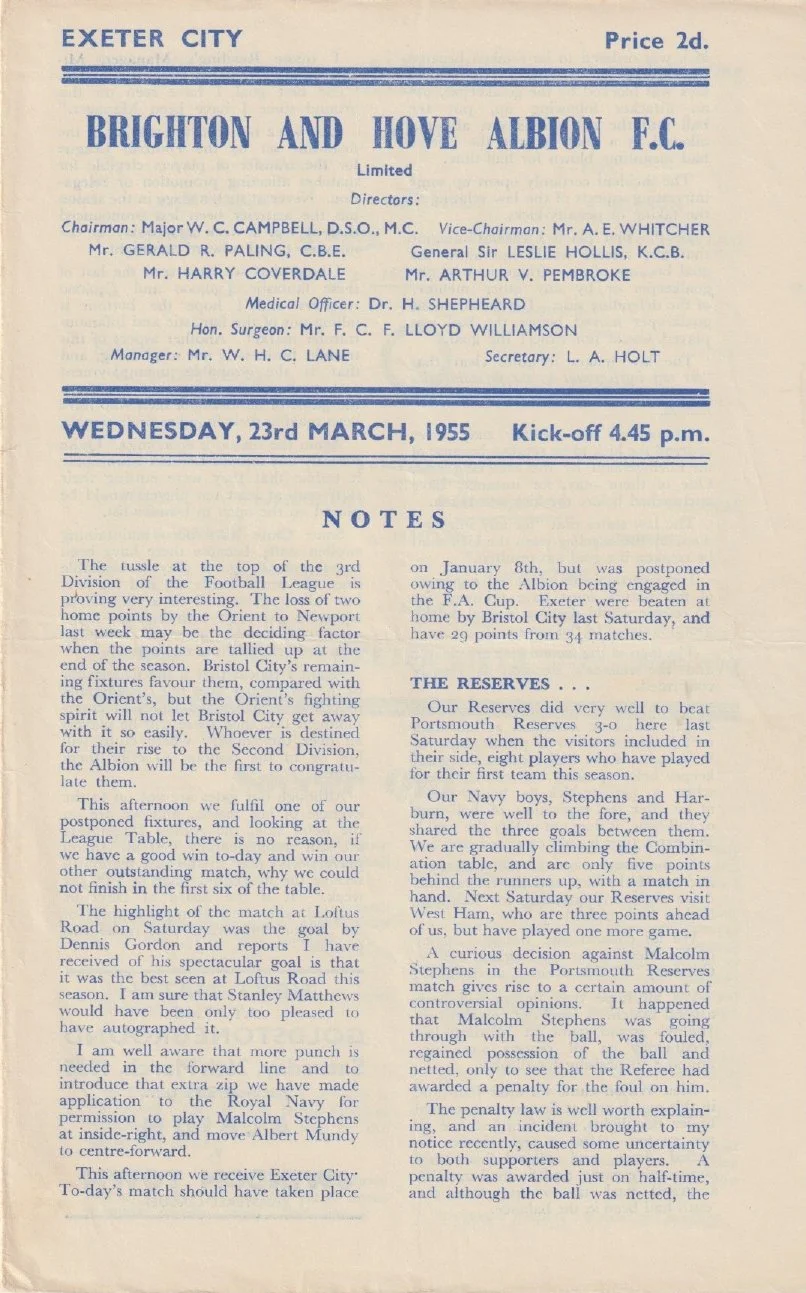 EXETER CITY Price 2d.
BRIGHTON AND HOVE ALBION F.C.
Limited
Directors:
Chairman: Major W. C. CAMPBELL, D.S.O., M.C. Vice-Chairman: Mr. A. E. WHITCHER
Mr. GERALD R. PALING, C.B.E. General Sir LESLIE HOLLIS, K.C.B.
Mr. HARRY COVERDALE Mr. ARTHUR V. PEMBROKE
Medical Officer: Dr. H. SHEPHEARD
Hon. Surgeon: Mr. F. C. F. LLOYD WILLIAMSON
Manager: Mr. W. H. C. LANE Secretary: L. A. HOLT
WEDNESDAY, 23rd MARCH, 1955 Kick-off 4.45 p.m.
NOTES
The tussle at the top of the 3rd
Division of the Football League is
proving very interesting. The loss of two
home points by the Orient to Newport
last week may be the deciding factor
when the points are tallied up at the
end of the season. Bristol City's remain-
ing fixtures favour them, compared with
the Orient's, but the Orient's fighting
spirit will not let Bristol City get away
with it so easily. Whoever is destined
for their rise to the Second Division,
the Albion will be the first to congratu-
late them.
This afternoon we fulfil one of our
postponed fixtures, and looking at the
League Table, there is no reason, if
we have a good win to-day and win our
other outstanding match, why we could
not finish in the first six of the table.
The highlight of the match at Loftus
Road on Saturday was the goal by
Dennis Gordon and reports I have
received of his spectacular goal is that
it was the best seen at Loftus Road this
season. I am sure that Stanley Matthews
would have been only too pleased to
have autographed it.
I am well aware that more punch is
needed in the forward line and to
introduce that extra zip we have made
application to the Royal Navy for
permission to play Malcolm Stephens
at inside-right, and move Albert Mundy
to centre-forward.
This afternoon we receive Exeter City·
To-day's match should have taken place
on January 8th, but was postponed
owing to the Albion being engaged in
the F.A. Cup. Exeter were beaten at
home by Bristol City last Saturday, and
have 29 points from 34 matches.
THE RESERVES . . .
Our Reserves did very well to beat
Portsmouth Reserves 3-0 here last
Saturday when the visitors included in
their side, eight players who have played
for their first team this season.
Our Navy boys, Stephens and Har-
burn, were well to the fore, and they
shared the three goals between them.
We are gradually climbing the Combin-
ation table, and are only five points
behind the runners up, with a match in
hand. Next Saturday our Reserves visit
West Ham, who are three points ahead
of us, but have played one more game.
A curious decision against Malcolm
Stephens in the Portsmouth Reserves
match gives rise to a certain amount of
controversial opinions. It happened
that Malcolm Stephens was going
through with the ball, was fouled,
regained possession of the ball and
netted, only to see that the Referee had
awarded a penalty for the foul on him.
The penalty law is well worth explain-
ing, and an incident brought to my
notice recently, caused some uncertainty
to both supporters and players. A
penalty was awarded just on half-time,
and although the ball was netted, the